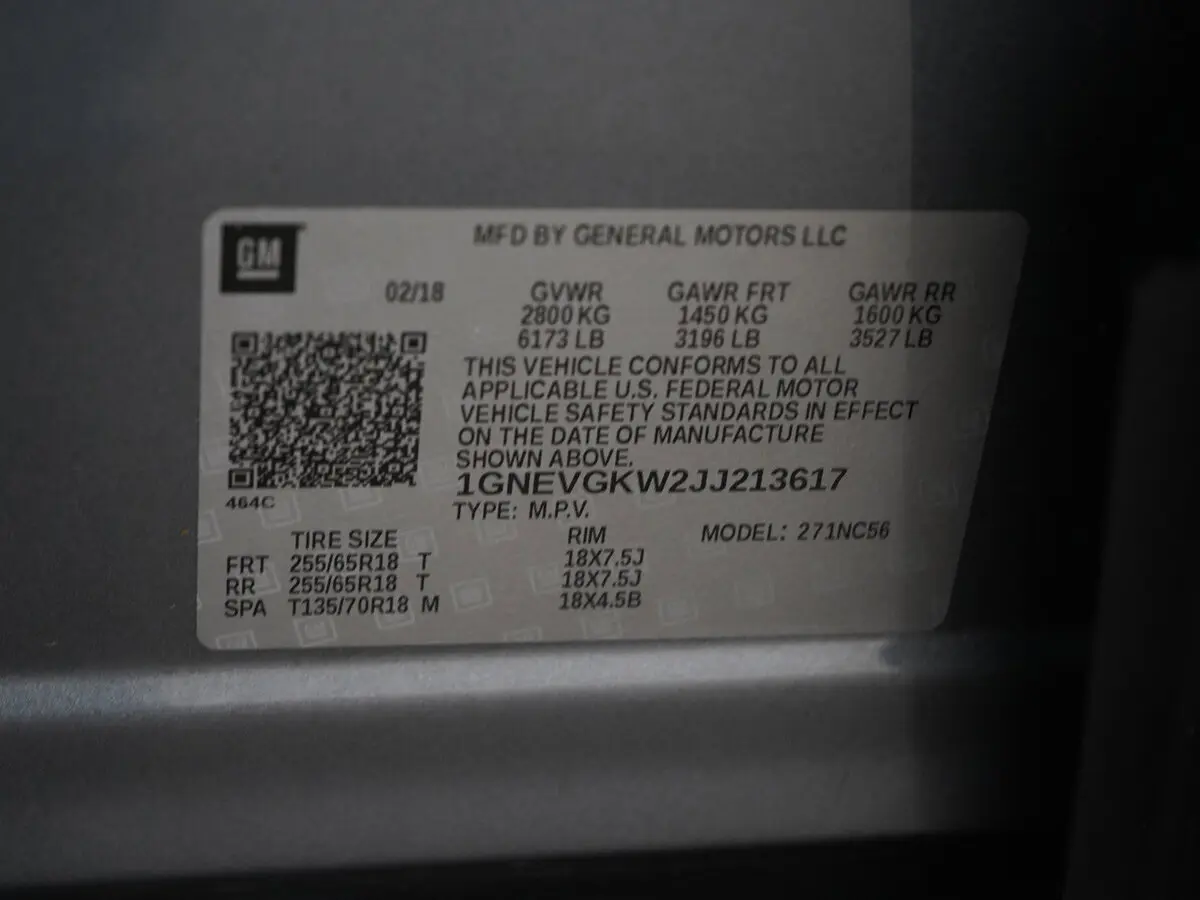 GM
MFD BY GENERAL MOTORS LLC
02/18 GVWR GAWR FRT GAWR RR
2800 KG 1450 KG 1600 KG
6173 LB 3196 LB 3527 LB
THIS VEHICLE CONFORMS TO ALL
APPLICABLE U.S. FEDERAL MOTOR
VEHICLE SAFETY STANDARDS IN EFFECT
ON THE DATE OF MANUFACTURE
SHOWN ABOVE.
1GNEVGKW2JJ213617
464C
TYPE: M.P.V.
TIRE SIZE RIM MODEL: 271NC56
FRT 255/65R18 T 18X7.5J
RR 255/65R18 T 18X7.5J
SPA T135/70R18 M 18X4.5B